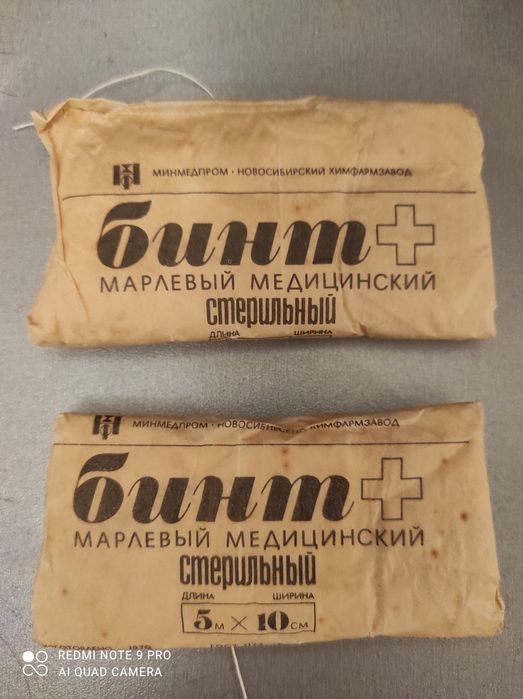 МИНМЕДПРОМ · НОВОСИБИРСКИЙ ХИМФАРМЗАВОД
бинт
МАРЛЕВЫЙ МЕДИЦИНСКИЙ
стерильный
ДЛИНА ШИРИНА
МИНМЕДПРОМ · НОВОСИБИРСКИЙ ХИМФАРМЗАВОД
бинт
МАРЛЕВЫЙ МЕДИЦИНСКИЙ
стерильный
ДЛИНА ШИРИНА
5м × 10см
REDMI NOTE 9 PRO
AI QUAD CAMERA